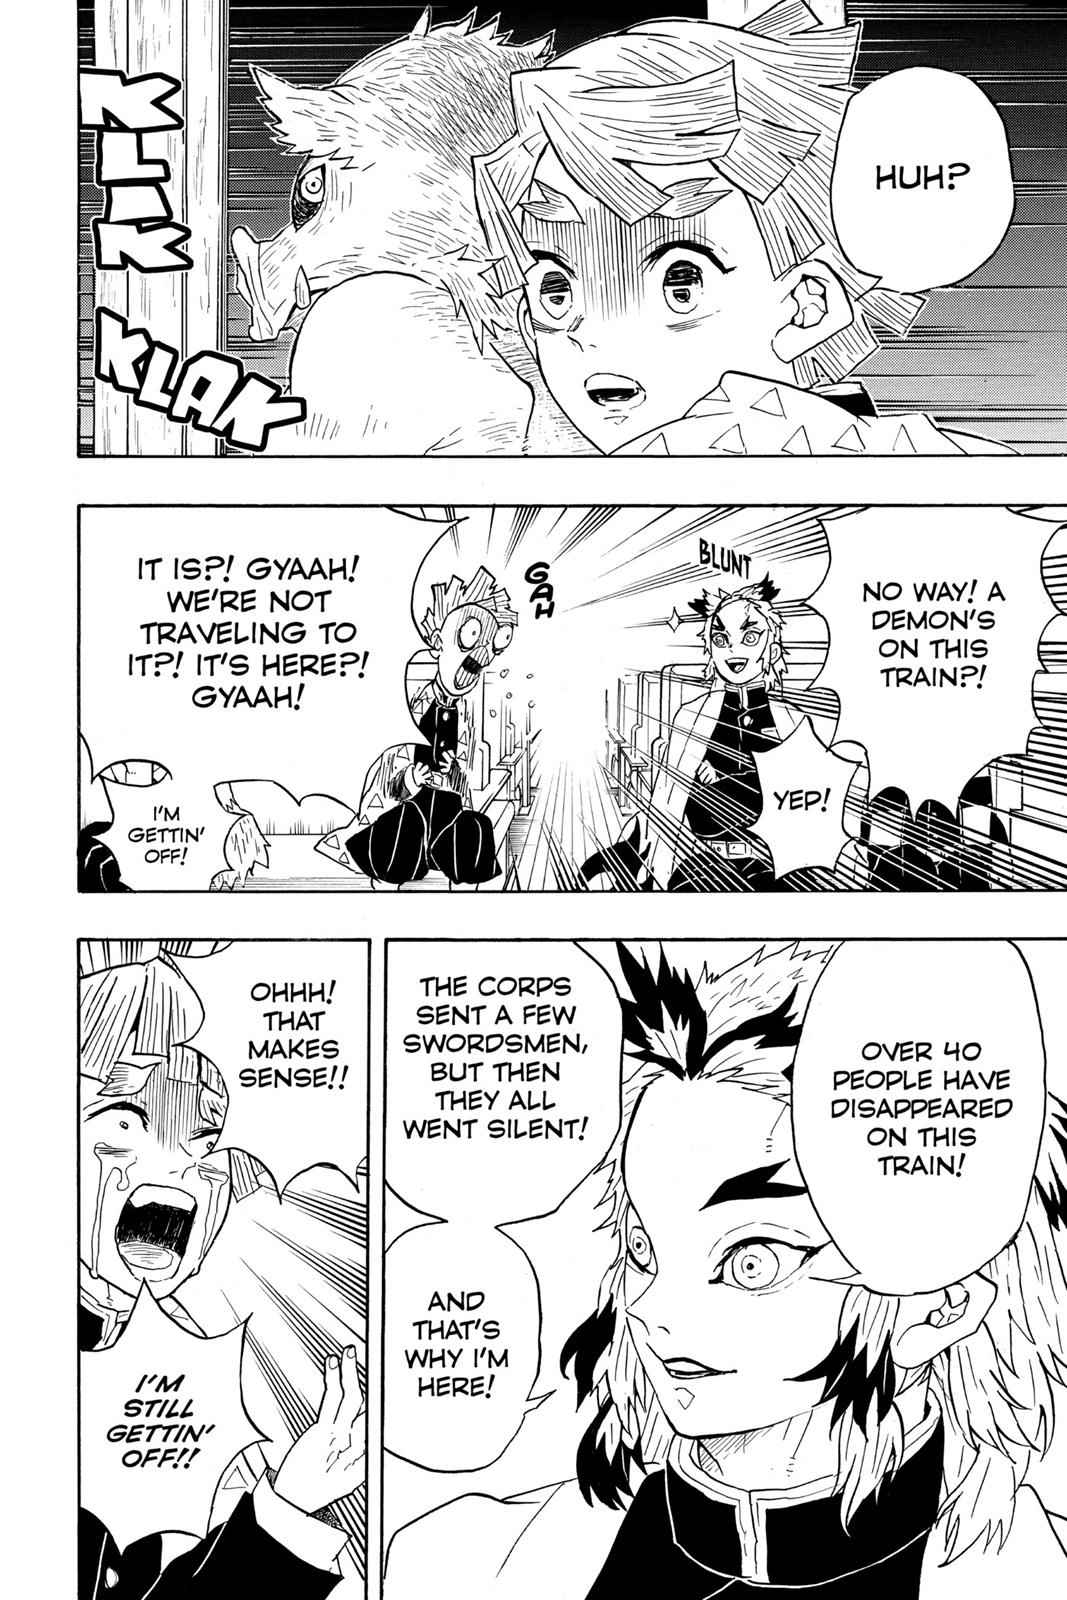 HUH?
KLIK
KLAK
NO WAY! A
DEMON'S
ON THIS
TRAIN?!
YEP!
BLUNT
GAH
IT IS?! GYAAH!
WE'RE NOT
TRAVELING TO
IT?! IT'S HERE?!
GYAAH!
I'M
GETTIN'
OFF!
OVER 40
PEOPLE HAVE
DISAPPEARED
ON THIS
TRAIN!
THE CORPS
SENT A FEW
SWORDSMEN,
BUT THEN
THEY ALL
WENT SILENT!
AND
THAT'S
WHY I'M
HERE!
OHHH!
THAT
MAKES
SENSE!!
I'M
STILL
GETTIN'
OFF!!